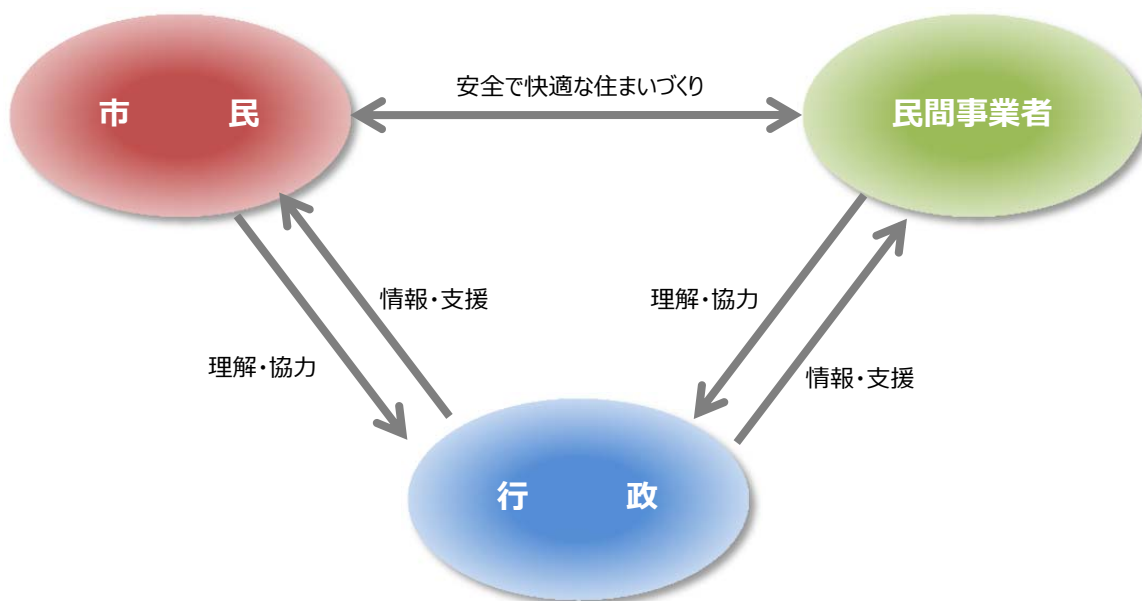 安全で快適な住まいづくり
市　　　民
民間事業者
情報・支援
理解・協力
理解・協力
情報・支援
行　　　政